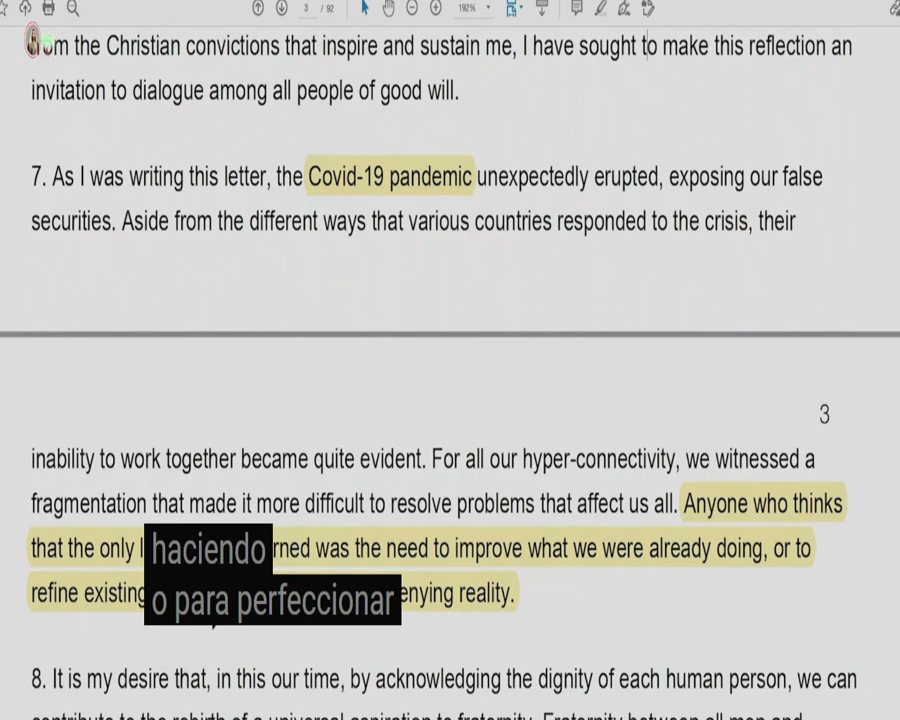 3 / 92 192%
om the Christian convictions that inspire and sustain me, I have sought to make this reflection an
invitation to dialogue among all people of good will.
7. As I was writing this letter, the Covid-19 pandemic unexpectedly erupted, exposing our false
securities. Aside from the different ways that various countries responded to the crisis, their
3
inability to work together became quite evident. For all our hyper-connectivity, we witnessed a
fragmentation that made it more difficult to resolve problems that affect us all. Anyone who thinks
that the only l haciendo rned was the need to improve what we were already doing, or to
refine existing o para perfeccionar enying reality.
8. It is my desire that, in this our time, by acknowledging the dignity of each human person, we can